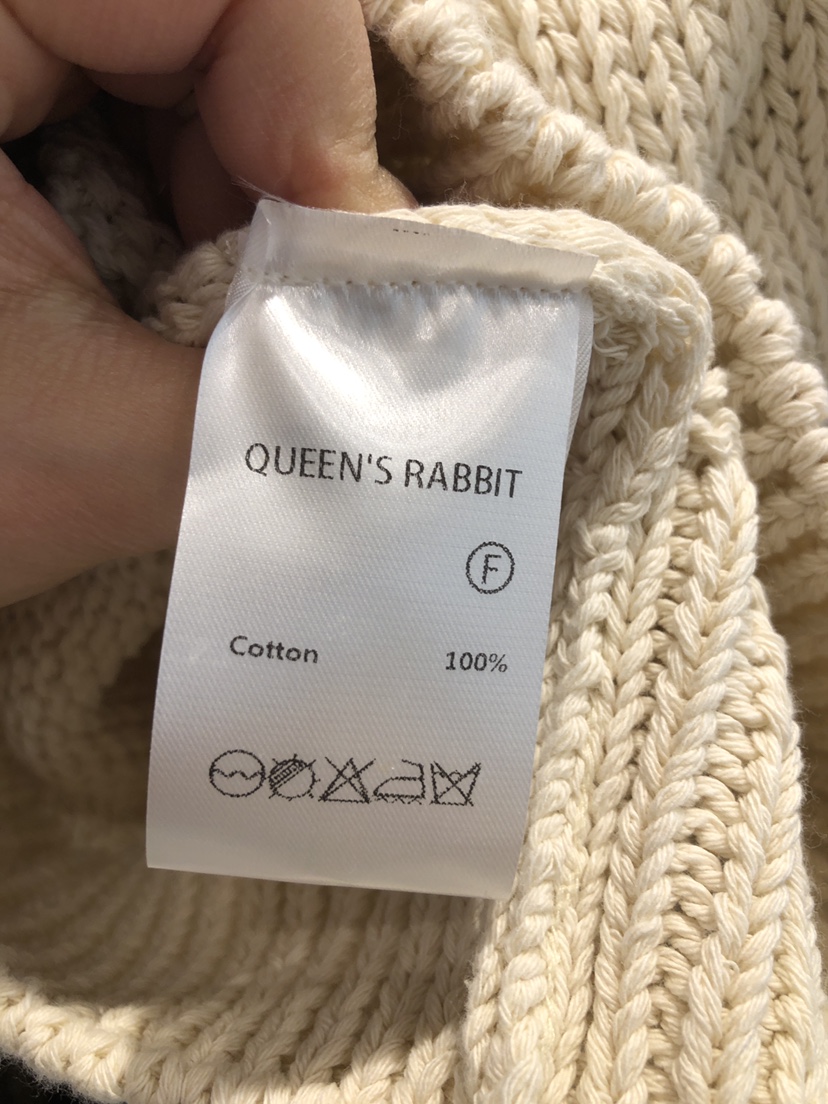 QUEEN'S RABBIT
F
Cotton 100%